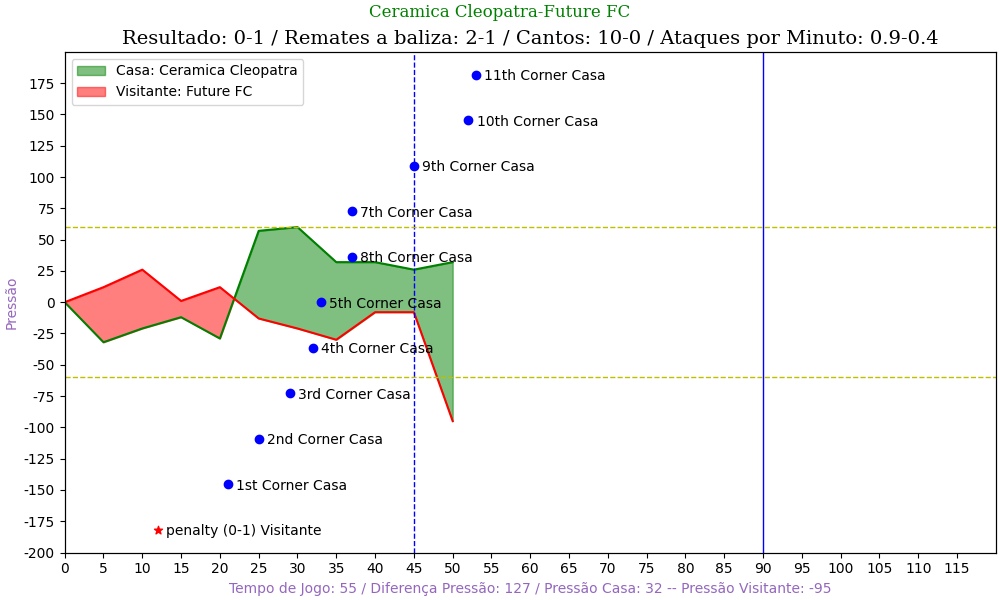 Ceramica Cleopatra-Future FC
Resultado: 0-1 / Remates a baliza: 2-1 / Cantos: 10-0 / Ataques por Minuto: 0.9-0.4
Casa: Ceramica Cleopatra
Visitante: Future FC
11th Corner Casa
10th Corner Casa
9th Corner Casa
7th Corner Casa
8th Corner Casa
5th Corner Casa
4th Corner Casa
3rd Corner Casa
2nd Corner Casa
1st Corner Casa
penalty (0-1) Visitante
Pressão
175
150
125
100
75
50
25
0
-25
-50
-75
-100
-125
-150
-175
-200
0 5 10 15 20 25 30 35 40 45 50 55 60 65 70 75 80 85 90 95 100 105 110 115
Tempo de Jogo: 55 / Diferença Pressão: 127 / Pressão Casa: 32 -- Pressão Visitante: -95